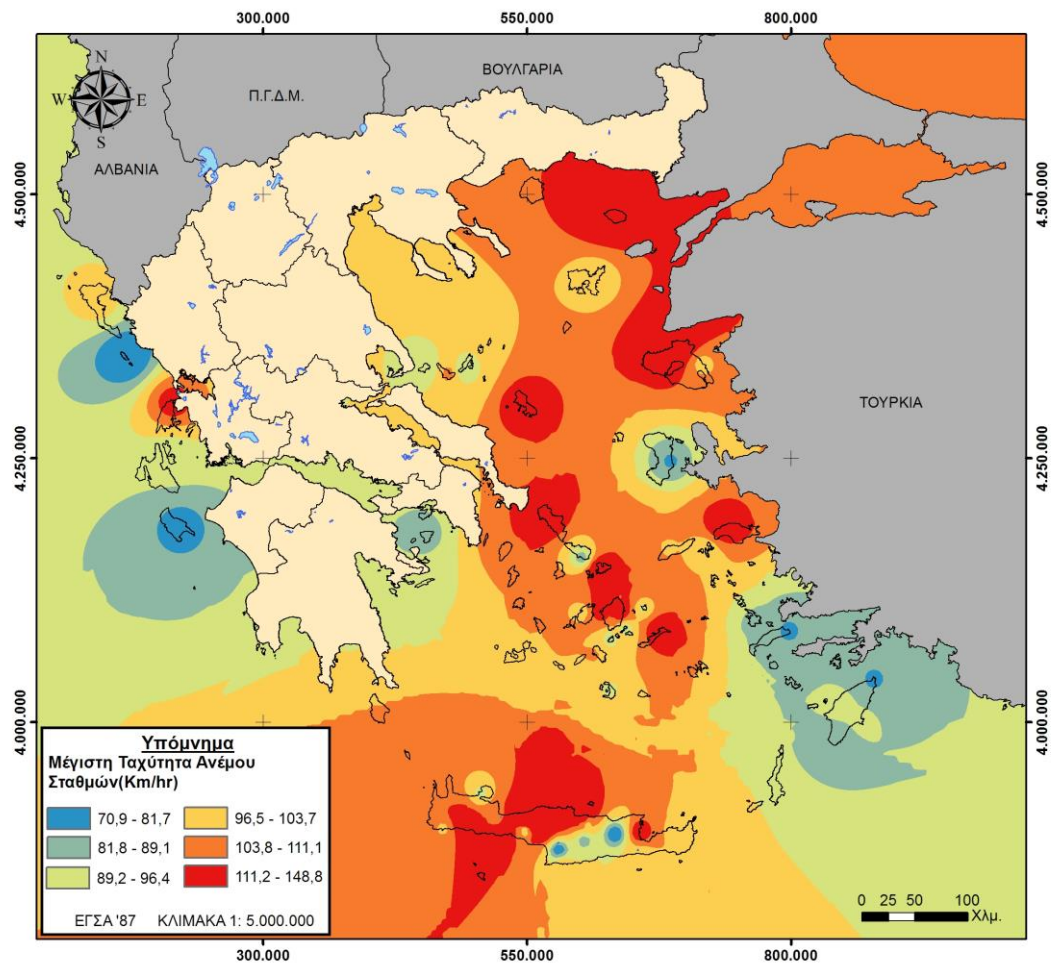 300.000 550.000 800.000
N
W E
S
Π.Γ.Δ.Μ.
ΒΟΥΛΓΑΡΙΑ
ΑΛΒΑΝΙΑ
4.500.000 4.500.000
ΤΟΥΡΚΙΑ
4.250.000 4.250.000
4.000.000 4.000.000
Υπόμνημα
Μέγιστη Ταχύτητα Ανέμου
Σταθμών(Km/hr)
70,9 - 81,7 96,5 - 103,7
81,8 - 89,1 103,8 - 111,1
89,2 - 96,4 111,2 - 148,8
ΕΓΣΑ '87 ΚΛΙΜΑΚΑ 1: 5.000.000
0 25 50 100
Χλμ.
300.000 550.000 800.000